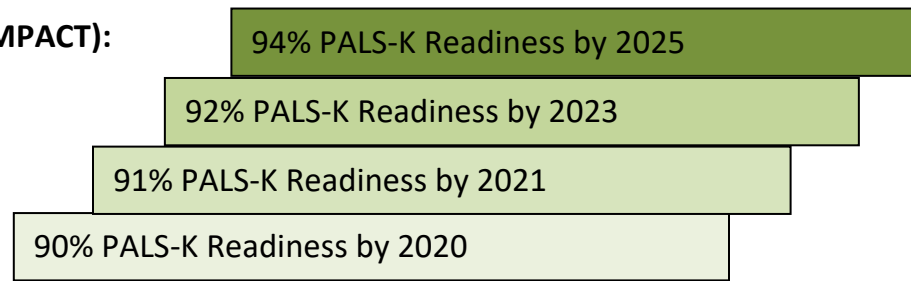 MPACT):
94% PALS-K Readiness by 2025
92% PALS-K Readiness by 2023
91% PALS-K Readiness by 2021
90% PALS-K Readiness by 2020